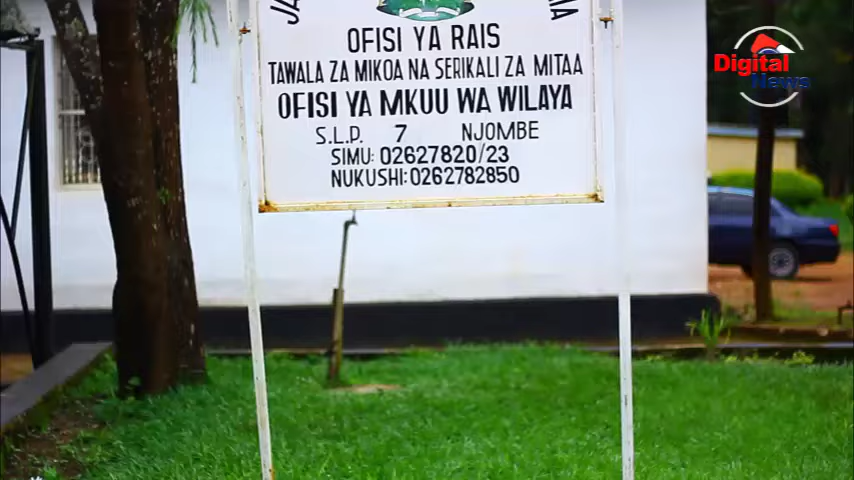 OFISI YA RAIS
TAWALA ZA MIKOA NA SERIKALI ZA MITAA
OFISI YA MKUU WA WILAYA
S.L.P. 7 NJOMBE
SIMU: 02627820/23
NUKUSHI: 0262782850
Digital
News